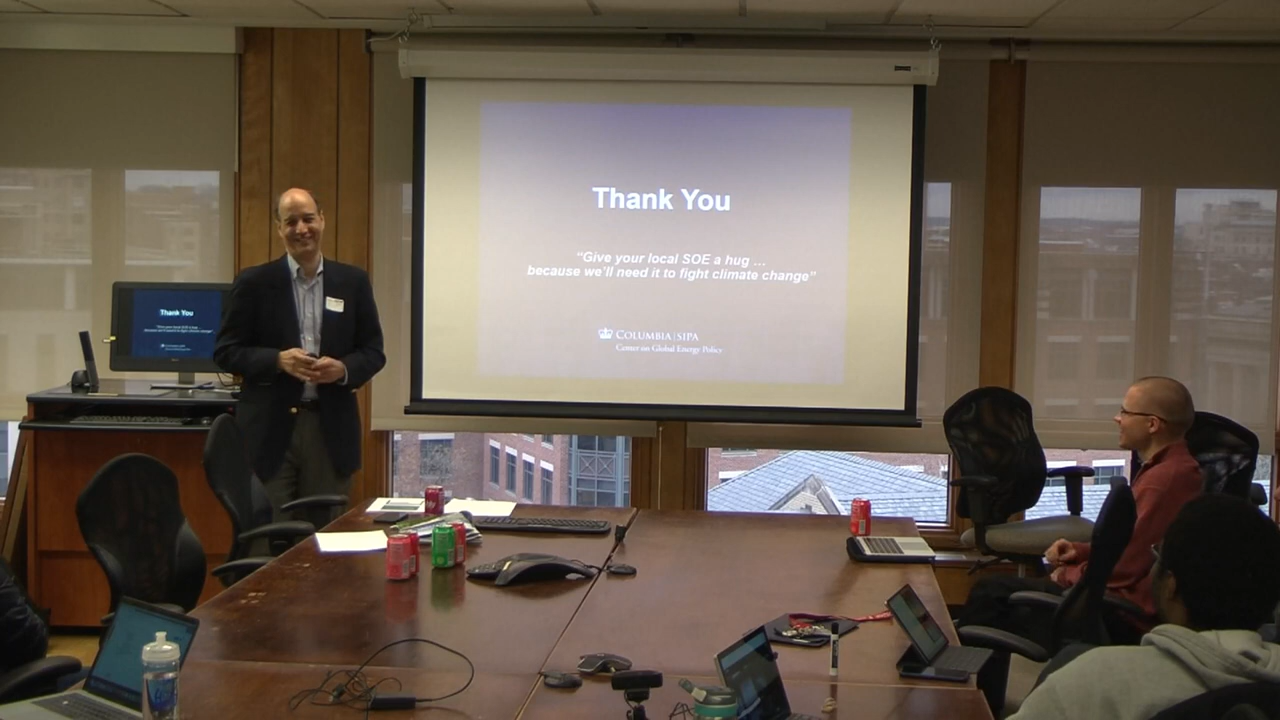 Thank You
“Give your local SOE a hug ...
because we’ll need it to fight climate change”
COLUMBIA | SIPA
Center on Global Energy Policy
Thank You